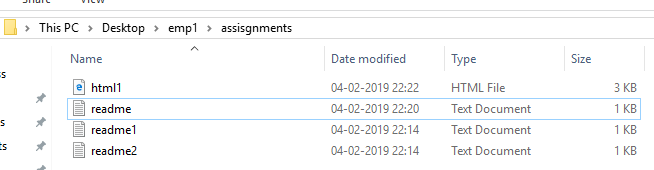 This PC > Desktop > emp1 > assisgnments
Name Date modified Type Size
html1 04-02-2019 22:22 HTML File 3 KB
readme 04-02-2019 22:20 Text Document 1 KB
readme1 04-02-2019 22:14 Text Document 1 KB
readme2 04-02-2019 22:14 Text Document 1 KB